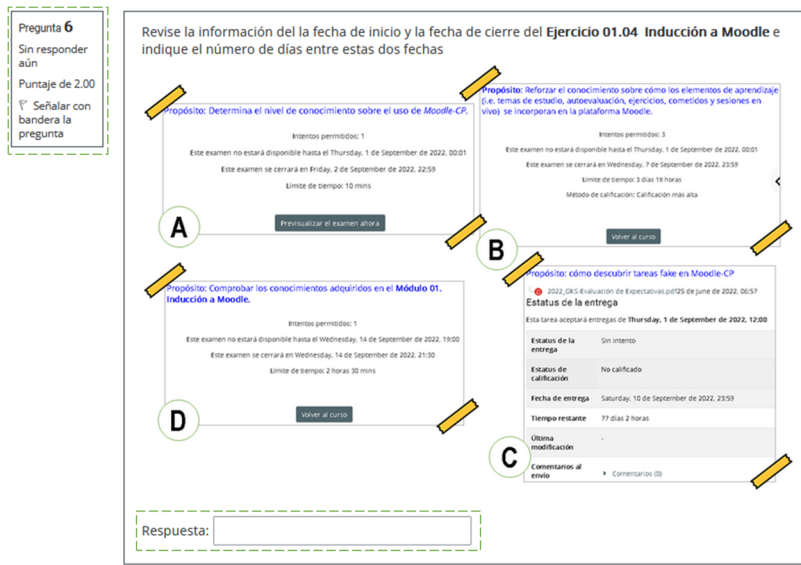 Pregunta 6
Sin responder
aún
Puntaje de 2.00
Señalar con
bandera la
pregunta
Revise la información del la fecha de inicio y la fecha de cierre del Ejercicio 01.04 Inducción a Moodle e
indique el número de días entre estas dos fechas
Propósito: Determina el nivel de conocimiento sobre el uso de Moodle-CP.
Intentos permitidos: 1
Este examen no estará disponible hasta el Thursday, 1 de September de 2022, 00:01
Este examen se cerrará en Friday, 2 de September de 2022, 22:59
Límite de tiempo: 10 mins
Previsualizar el examen ahora
A
Propósito: Reforzar el conocimiento sobre cómo los elementos de aprendizaje
(i.e. temas de estudio, autoevaluación, ejercicios, cometidos y sesiones en
vivo) se incorporan en la plataforma Moodle.
Intentos permitidos: 3
Este examen no estará disponible hasta el Thursday, 1 de September de 2022, 00:01
Este examen se cerrará en Wednesday, 7 de September de 2022, 23:59
Límite de tiempo: 3 días 18 horas
Método de calificación: Calificación más alta
Volver al curso
B
Propósito: Comprobar los conocimientos adquiridos en el Módulo 01.
Inducción a Moodle.
Intentos permitidos: 1
Este examen no estará disponible hasta el Wednesday, 14 de September de 2022, 19:00
Este examen se cerrará en Wednesday, 14 de September de 2022, 21:30
Límite de tiempo: 2 horas 30 mins
Volver al curso
D
Propósito: cómo descubrir tareas fake en Moodle-CP
2022_GKS-Evaluación de Expectativas.pdf25 de June de 2022, 06:57
Estatus de la entrega
Esta tarea aceptará entregas de Thursday, 1 de September de 2022, 12:00
Estatus de la entrega Sin intento
Estatus de calificación No calificado
Fecha de entrega Saturday, 10 de September de 2022, 23:59
Tiempo restante 77 días 2 horas
Última modificación -
Comentarios al envío Comentarios (0)
C
Respuesta: